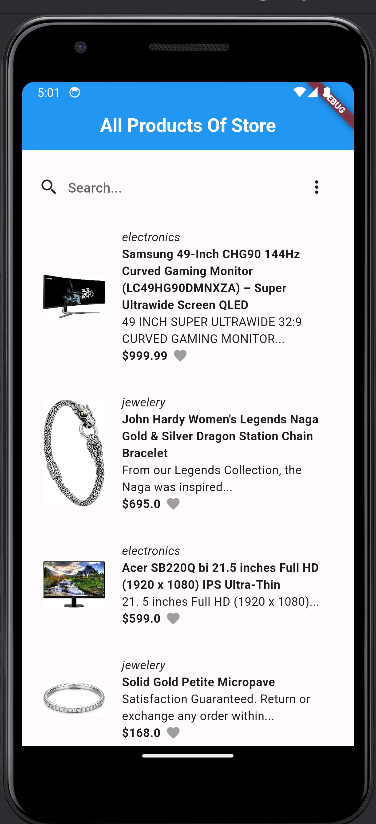 5:01
DEBUG
All Products Of Store
Search...
electronics
Samsung 49-Inch CHG90 144Hz
Curved Gaming Monitor
(LC49HG90DMNXZA) – Super
Ultrawide Screen QLED
49 INCH SUPER ULTRAWIDE 32:9
CURVED GAMING MONITOR...
$999.99
jewelery
John Hardy Women's Legends Naga
Gold & Silver Dragon Station Chain
Bracelet
From our Legends Collection, the
Naga was inspired...
$695.0
electronics
Acer SB220Q bi 21.5 inches Full HD
(1920 x 1080) IPS Ultra-Thin
21. 5 inches Full HD (1920 x 1080)...
$599.0
jewelery
Solid Gold Petite Micropave
Satisfaction Guaranteed. Return or
exchange any order within...
$168.0